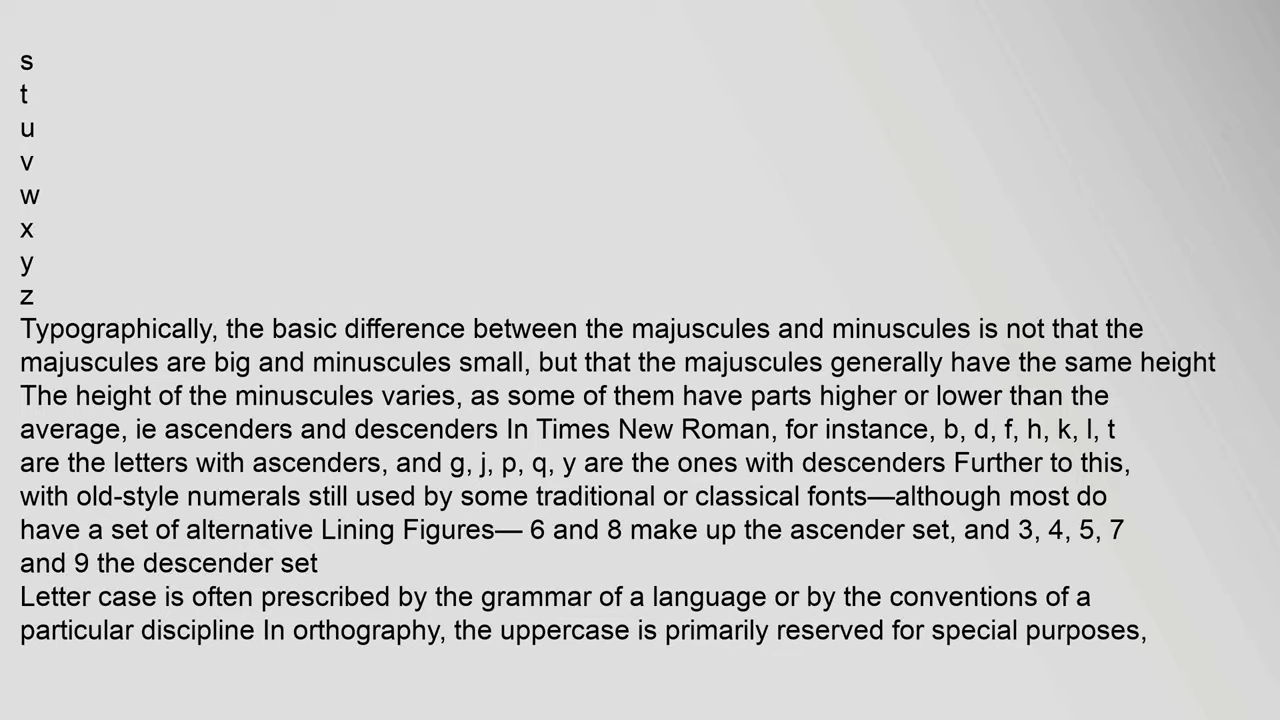 s
t
u
v
w
x
y
z
Typographically, the basic difference between the majuscules and minuscules is not that the
majuscules are big and minuscules small, but that the majuscules generally have the same height
The height of the minuscules varies, as some of them have parts higher or lower than the
average, ie ascenders and descenders In Times New Roman, for instance, b, d, f, h, k, l, t
are the letters with ascenders, and g, j, p, q, y are the ones with descenders Further to this,
with old-style numerals still used by some traditional or classical fonts—although most do
have a set of alternative Lining Figures— 6 and 8 make up the ascender set, and 3, 4, 5, 7
and 9 the descender set
Letter case is often prescribed by the grammar of a language or by the conventions of a
particular discipline In orthography, the uppercase is primarily reserved for special purposes,